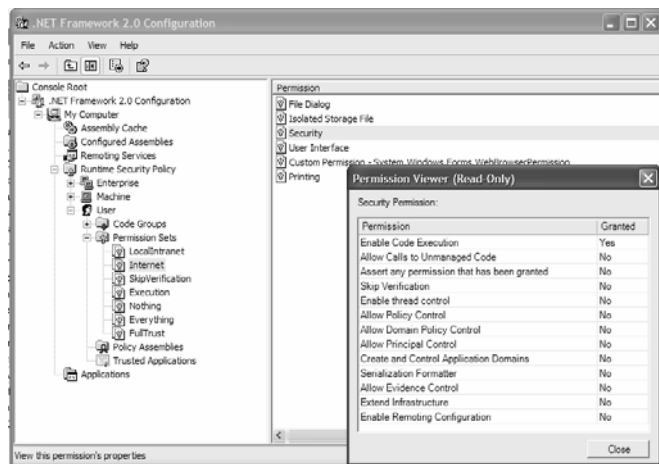 .NET Framework 2.0 Configuration
File Action View Help
Console Root
.NET Framework 2.0 Configuration
My Computer
Assembly Cache
Configured Assemblies
Remoting Services
Runtime Security Policy
Enterprise
Machine
User
Code Groups
Permission Sets
LocalIntranet
Internet
SkipVerification
Execution
Nothing
Everything
FullTrust
Policy Assemblies
Trusted Applications
Applications
Permission
File Dialog
Isolated Storage File
Security
User Interface
Custom Permission - System.Windows.Forms.WebBrowserPermission
Printing
Permission Viewer (Read-Only)
Security Permission:
Permission Granted
Enable Code Execution Yes
Allow Calls to Unmanaged Code No
Assert any permission that has been granted No
Skip Verification No
Enable thread control No
Allow Policy Control No
Allow Domain Policy Control No
Allow Principal Control No
Create and Control Application Domains No
Serialization Formatter No
Allow Evidence Control No
Extend Infrastructure No
Enable Remoting Configuration No
Close
View this permission's properties